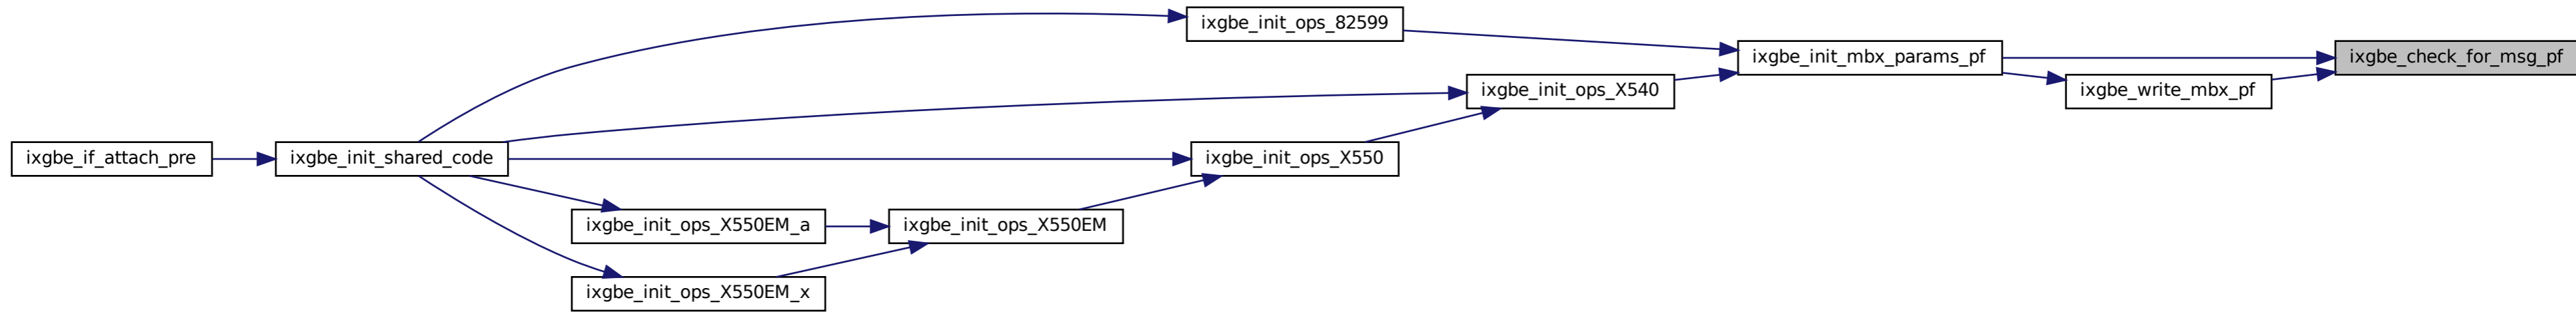 ixgbe_init_ops_82599
ixgbe_init_mbx_params_pf
ixgbe_check_for_msg_pf
ixgbe_init_ops_X540
ixgbe_write_mbx_pf
ixgbe_if_attach_pre
ixgbe_init_shared_code
ixgbe_init_ops_X550
ixgbe_init_ops_X550EM_a
ixgbe_init_ops_X550EM
ixgbe_init_ops_X550EM_x